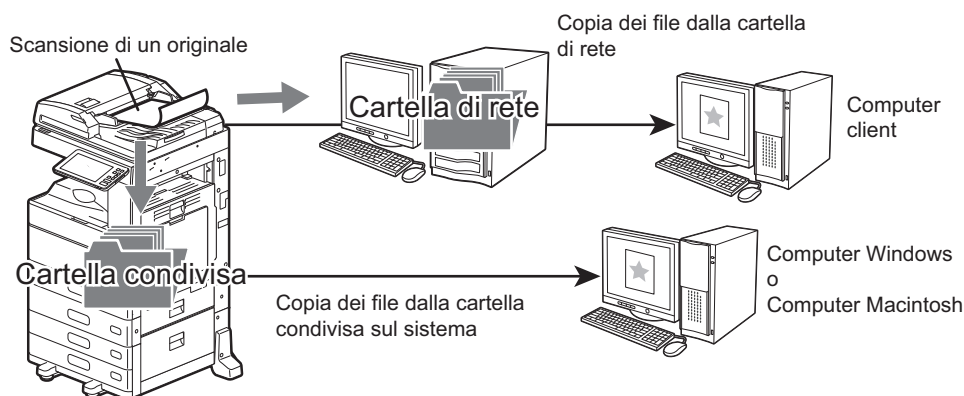 Scansione di un originale
Copia dei file dalla cartella
di rete
Cartella di rete
Computer
client
Cartella condivisa
Copia dei file dalla cartella
condivisa sul sistema
Computer Windows
o
Computer Macintosh